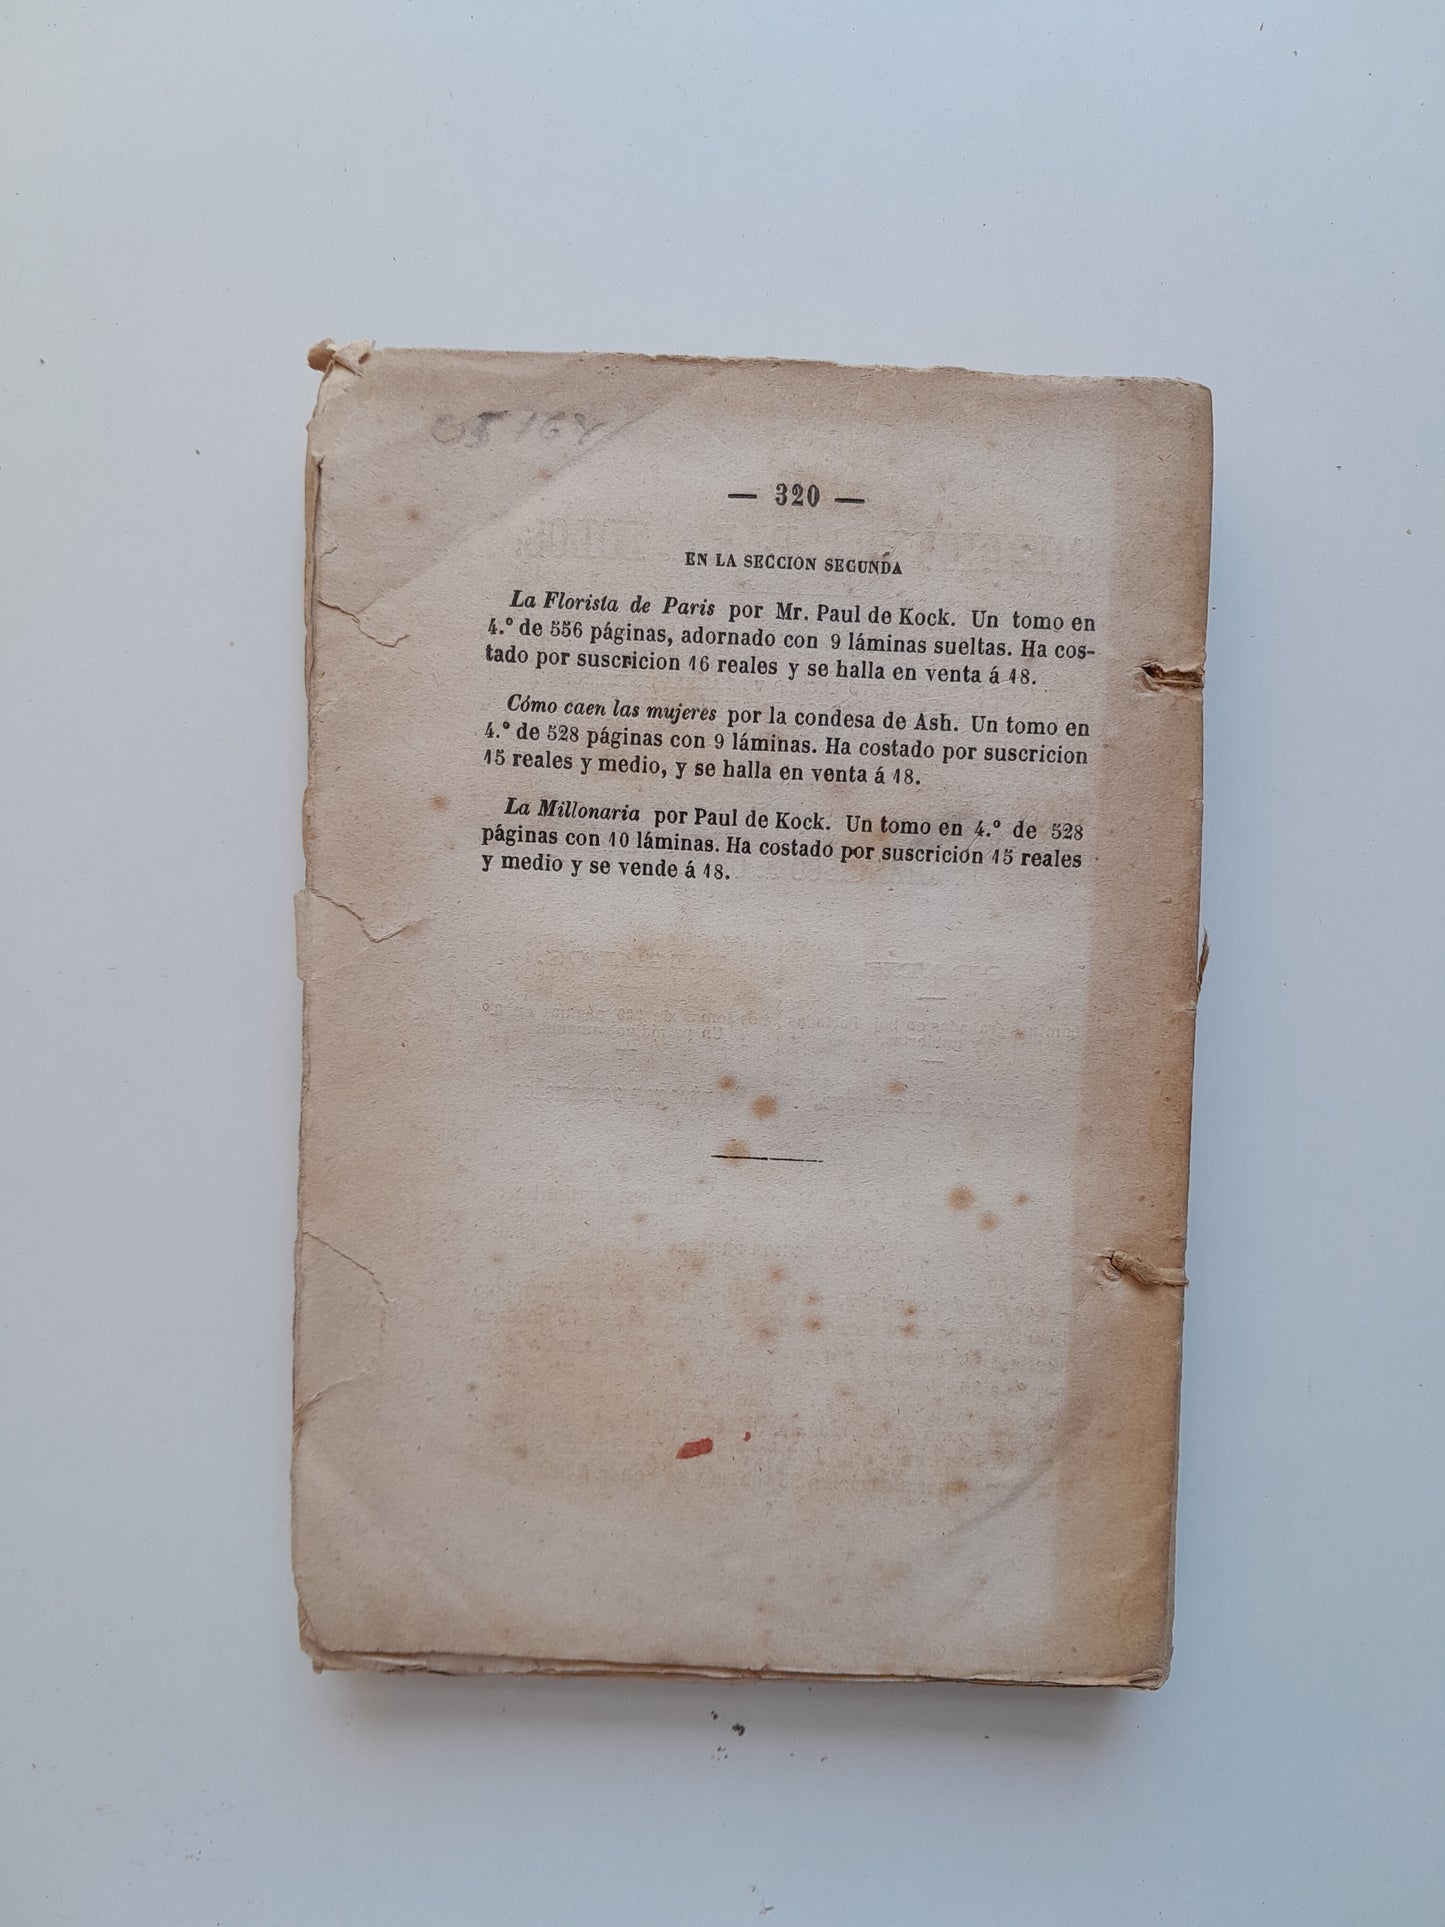 — 320 —
EN LA SECCION SEGUNDA
La Florista de Paris por Mr. Paul de Kock. Un tomo en
4.º de 556 páginas, adornado con 9 láminas sueltas. Ha cos-
tado por suscricion 16 reales y se halla en venta á 18.
Cómo caen las mujeres por la condesa de Ash. Un tomo en
4.º de 528 páginas con 9 láminas. Ha costado por suscricion
15 reales y medio, y se halla en venta á 18.
La Millonaria por Paul de Kock. Un tomo en 4.º de 528
páginas con 10 láminas. Ha costado por suscricion 15 reales
y medio y se vende á 18.